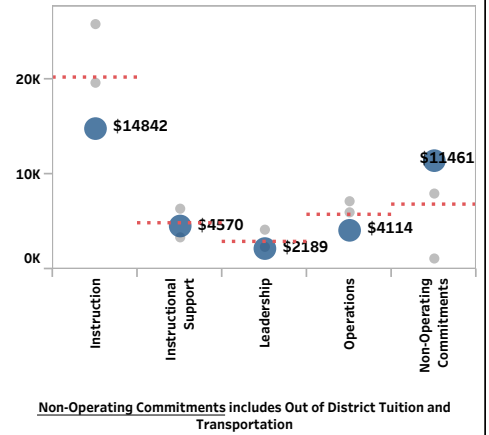 20K
10K
0K
$14842
$4570
$2189
$4114
$11461
Instruction
Instructional
Support
Leadership
Operations
Non-Operating
Commitments
Non-Operating Commitments includes Out of District Tuition and
Transportation